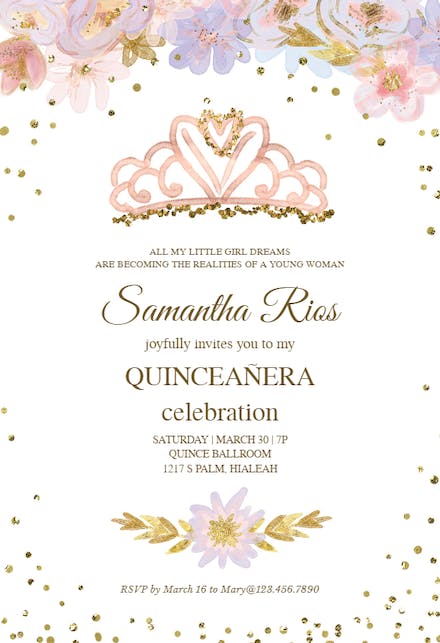 ALL MY LITTLE GIRL DREAMS
ARE BECOMING THE REALITIES OF A YOUNG WOMAN
Samantha Rios
joyfully invites you to my
QUINCEAÑERA
celebration
SATURDAY | MARCH 30 | 7P
QUINCE BALLROOM
1217 S PALM, HIALEAH
RSVP by March 16 to Mary@123.456.7890